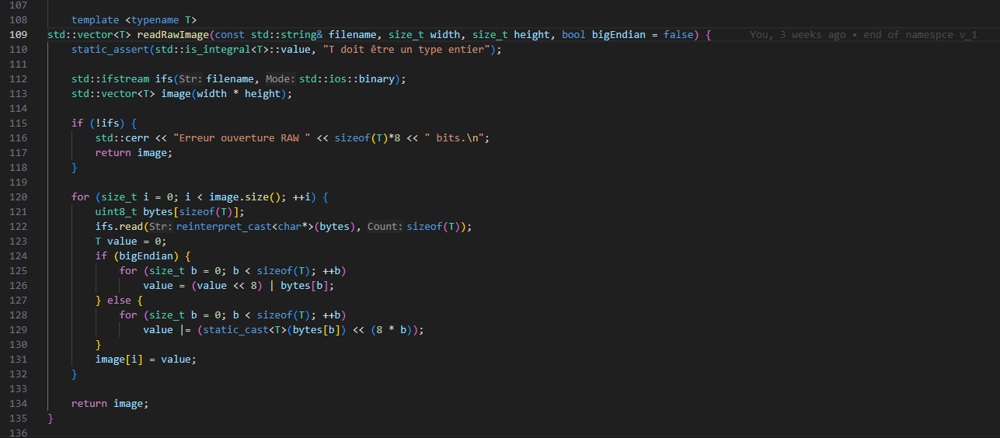 107
108 template <typename T>
109 std::vector<T> readRawImage(const std::string& filename, size_t width, size_t height, bool bigEndian = false) { You, 3 weeks ago • end of namespce v_1
110 static_assert(std::is_integral<T>::value, "T doit être un type entier");
111
112 std::ifstream ifs(Str: filename, Mode: std::ios::binary);
113 std::vector<T> image(width * height);
114
115 if (!ifs) {
116 std::cerr << "Erreur ouverture RAW " << sizeof(T)*8 << " bits.\n";
117 return image;
118 }
119
120 for (size_t i = 0; i < image.size(); ++i) {
121 uint8_t bytes[sizeof(T)];
122 ifs.read(Str: reinterpret_cast<char*>(bytes), Count: sizeof(T));
123 T value = 0;
124 if (bigEndian) {
125 for (size_t b = 0; b < sizeof(T); ++b)
126 value = (value << 8) | bytes[b];
127 } else {
128 for (size_t b = 0; b < sizeof(T); ++b)
129 value |= (static_cast<T>(bytes[b]) << (8 * b));
130 }
131 image[i] = value;
132 }
133
134 return image;
135 }
136